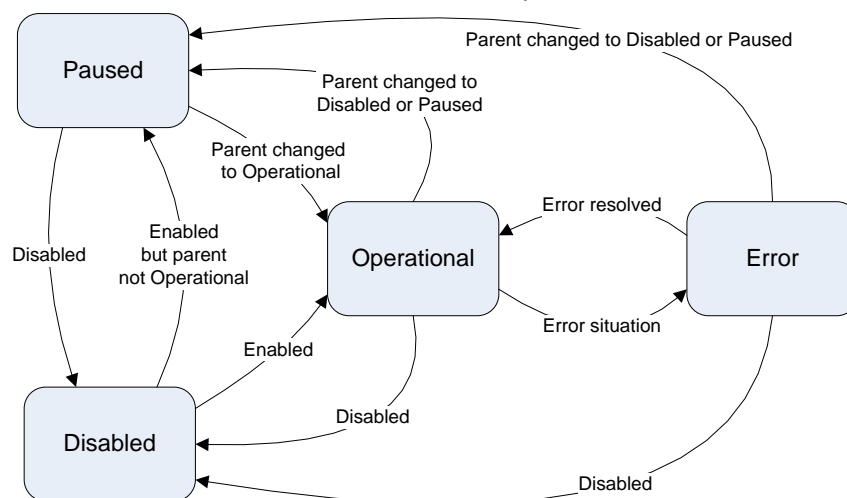 Parent changed to Disabled or Paused
Paused
Parent changed to
Disabled or Paused
Parent changed
to Operational
Error resolved
Enabled
but parent
not Operational
Disabled
Operational
Error
Error situation
Enabled
Disabled
Disabled
Disabled